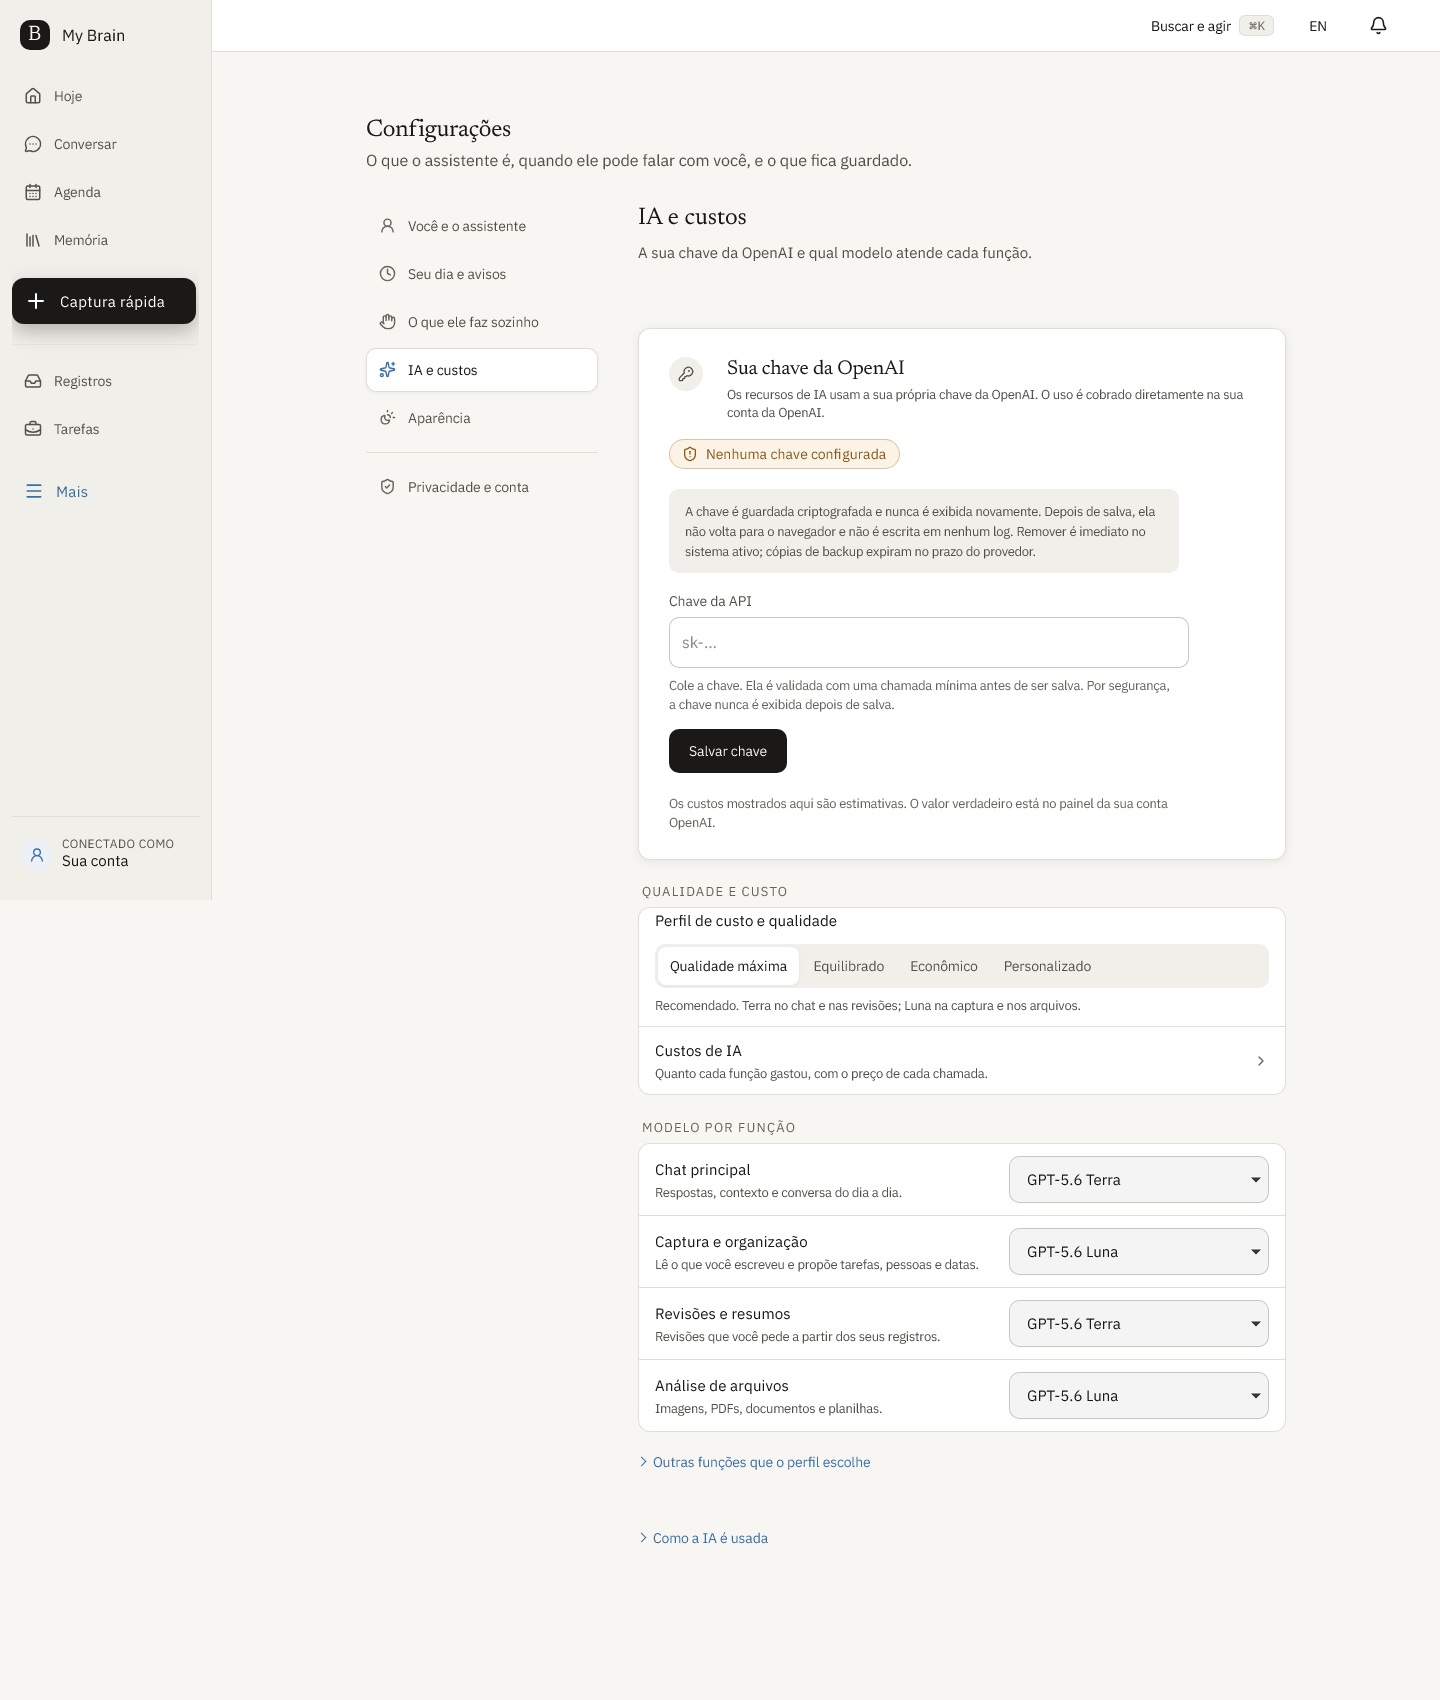 B My Brain
Buscar e agir ⌘K EN
Hoje
Conversar
Agenda
Memória
Captura rápida
Registros
Tarefas
Mais
CONECTADO COMO
Sua conta
Configurações
O que o assistente é, quando ele pode falar com você, e o que fica guardado.
Você e o assistente
Seu dia e avisos
O que ele faz sozinho
IA e custos
Aparência
Privacidade e conta
IA e custos
A sua chave da OpenAI e qual modelo atende cada função.
Sua chave da OpenAI
Os recursos de IA usam a sua própria chave da OpenAI. O uso é cobrado diretamente na sua
conta da OpenAI.
Nenhuma chave configurada
A chave é guardada criptografada e nunca é exibida novamente. Depois de salva, ela
não volta para o navegador e não é escrita em nenhum log. Remover é imediato no
sistema ativo; cópias de backup expiram no prazo do provedor.
Chave da API
sk-...
Cole a chave. Ela é validada com uma chamada mínima antes de ser salva. Por segurança,
a chave nunca é exibida depois de salva.
Salvar chave
Os custos mostrados aqui são estimativas. O valor verdadeiro está no painel da sua conta
OpenAI.
QUALIDADE E CUSTO
Perfil de custo e qualidade
Qualidade máxima Equilibrado Econômico Personalizado
Recomendado. Terra no chat e nas revisões; Luna na captura e nos arquivos.
Custos de IA
Quanto cada função gastou, com o preço de cada chamada.
MODELO POR FUNÇÃO
Chat principal
Respostas, contexto e conversa do dia a dia.
GPT-5.6 Terra
Captura e organização
Lê o que você escreveu e propõe tarefas, pessoas e datas.
GPT-5.6 Luna
Revisões e resumos
Revisões que você pede a partir dos seus registros.
GPT-5.6 Terra
Análise de arquivos
Imagens, PDFs, documentos e planilhas.
GPT-5.6 Luna
Outras funções que o perfil escolhe
Como a IA é usada